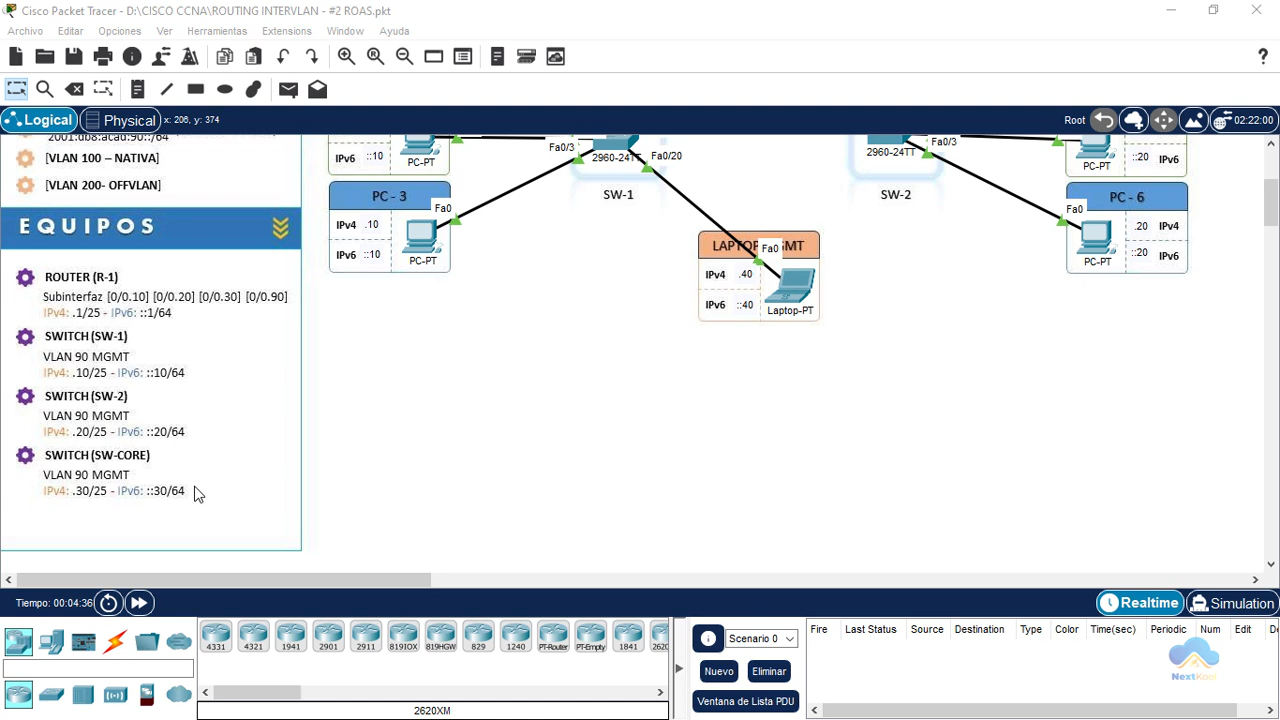 Cisco Packet Tracer - D:\CISCO CCNA\ROUTING INTERVLAN - #2 ROAS.pkt
Archivo Editar Opciones Ver Herramientas Extensions Window Ayuda
Logical Physical x: 206, y: 374 Root 02:22:00
2001:dgs:acad:90::/64
[VLAN 100 – NATIVA]
[VLAN 200- OFFVLAN]
EQUIPOS
ROUTER (R-1)
Subinterfaz [0/0.10] [0/0.20] [0/0.30] [0/0.90]
IPv4: .1/25 - IPv6: ::1/64
SWITCH (SW-1)
VLAN 90 MGMT
IPv4: .10/25 - IPv6: ::10/64
SWITCH (SW-2)
VLAN 90 MGMT
IPv4: .20/25 - IPv6: ::20/64
SWITCH (SW-CORE)
VLAN 90 MGMT
IPv4: .30/25 - IPv6: ::30/64
IPv6 ::10
PC-PT
Fa0/3
2960-24TT
Fa0/20
SW-1
PC - 3
Fa0
IPv4 .10
IPv6 ::10
PC-PT
Fa0
IPv4 .40
IPv6 ::40
Laptop-PT
2960-24TT
Fa0/3
SW-2
PC-PT
::20 IPv6
PC - 6
Fa0
.20 IPv4
::20 IPv6
PC-PT
Tiempo: 00:04:36
Realtime Simulation
4331 4321 1941 2901 2911 819IOX 819HGW 829 1240 PT-Router PT-Empty 1841
2620XM
Scenario 0
Nuevo Eliminar
Ventana de Lista PDU
Fire Last Status Source Destination Type Color Time(sec) Periodic Num Edit
NextKool